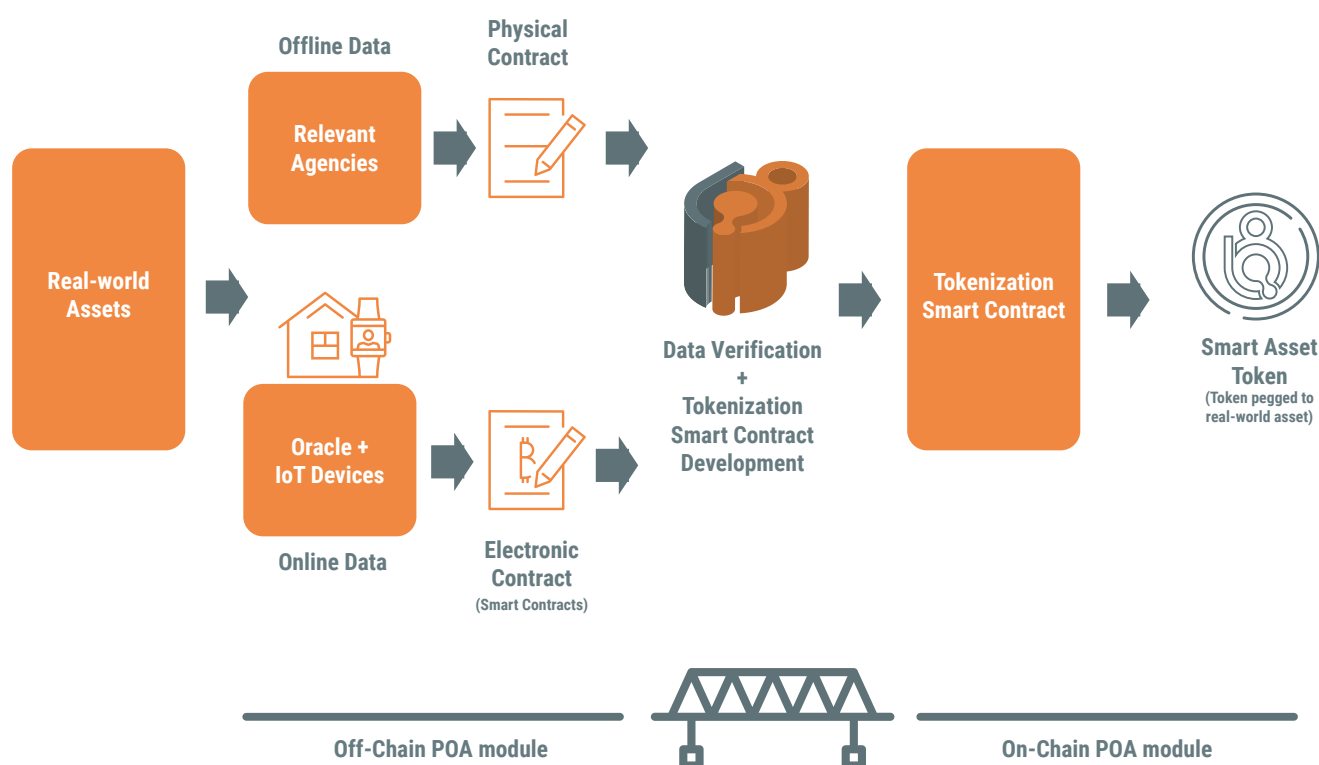 Offline Data
Physical
Contract
Relevant
Agencies
Real-world
Assets
Oracle +
IoT Devices
Online Data
Electronic
Contract
(Smart Contracts)
Data Verification
+
Tokenization
Smart Contract
Development
Tokenization
Smart Contract
Smart Asset
Token
(Token pegged to
real-world asset)
Off-Chain POA module
On-Chain POA module